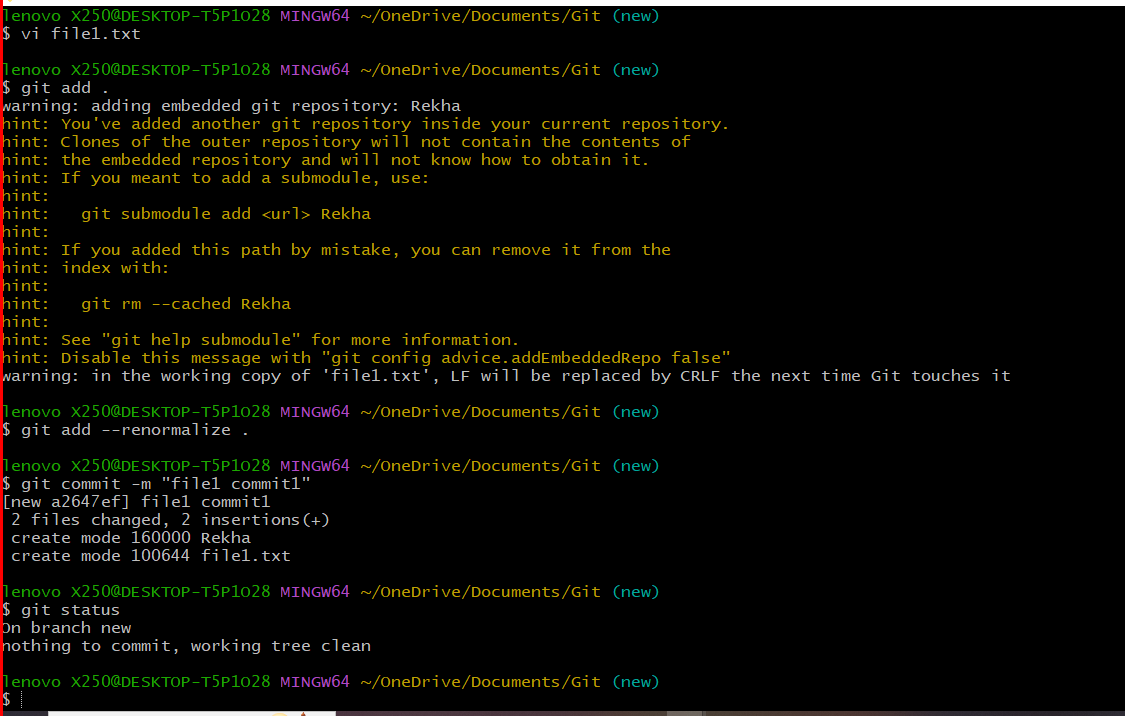 lenovo X250@DESKTOP-T5P1O28 MINGW64 ~/OneDrive/Documents/Git (new)
$ vi file1.txt
lenovo X250@DESKTOP-T5P1O28 MINGW64 ~/OneDrive/Documents/Git (new)
$ git add .
warning: adding embedded git repository: Rekha
hint: You've added another git repository inside your current repository.
hint: Clones of the outer repository will not contain the contents of
hint: the embedded repository and will not know how to obtain it.
hint: If you meant to add a submodule, use:
hint:
hint:   git submodule add <url> Rekha
hint:
hint: If you added this path by mistake, you can remove it from the
hint: index with:
hint:
hint:   git rm --cached Rekha
hint:
hint: See "git help submodule" for more information.
hint: Disable this message with "git config advice.addEmbeddedRepo false"
warning: in the working copy of 'file1.txt', LF will be replaced by CRLF the next time Git touches it
lenovo X250@DESKTOP-T5P1O28 MINGW64 ~/OneDrive/Documents/Git (new)
$ git add --renormalize .
lenovo X250@DESKTOP-T5P1O28 MINGW64 ~/OneDrive/Documents/Git (new)
$ git commit -m "file1 commit1"
[new a2647ef] file1 commit1
 2 files changed, 2 insertions(+)
 create mode 160000 Rekha
 create mode 100644 file1.txt
lenovo X250@DESKTOP-T5P1O28 MINGW64 ~/OneDrive/Documents/Git (new)
$ git status
On branch new
nothing to commit, working tree clean
lenovo X250@DESKTOP-T5P1O28 MINGW64 ~/OneDrive/Documents/Git (new)
$